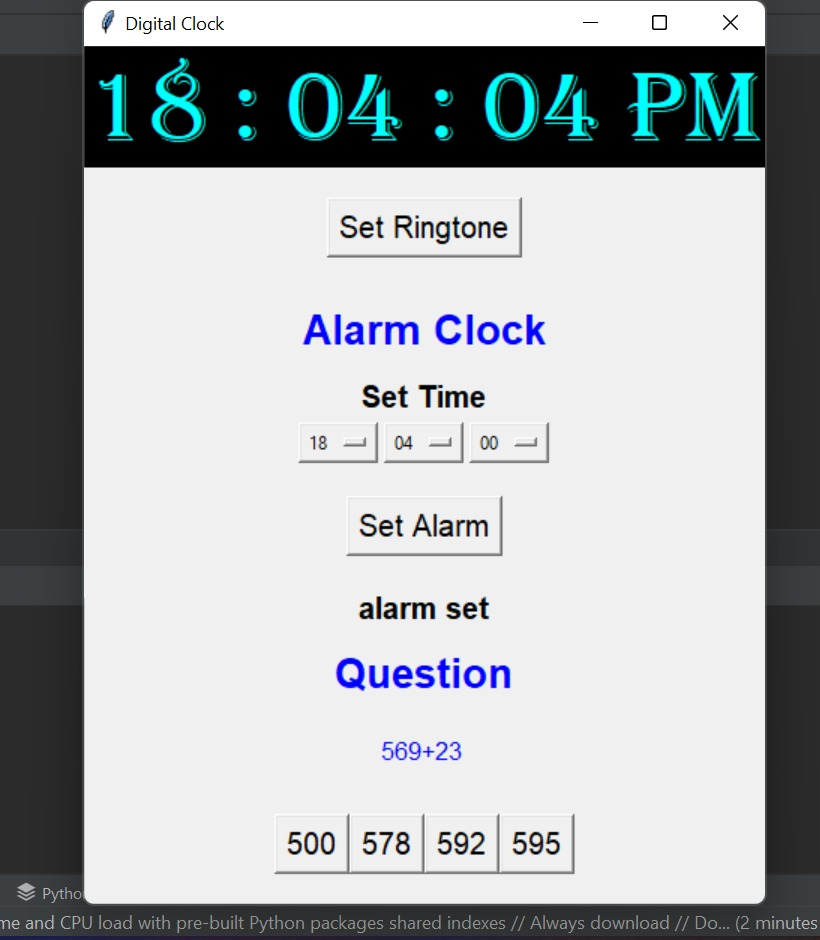 Digital Clock
18 : 04 : 04 PM
Set Ringtone
Alarm Clock
Set Time
18 04 00
Set Alarm
alarm set
Question
569+23
500 578 592 595
Pytho
me and CPU load with pre-built Python packages shared indexes // Always download // Do... (2 minutes